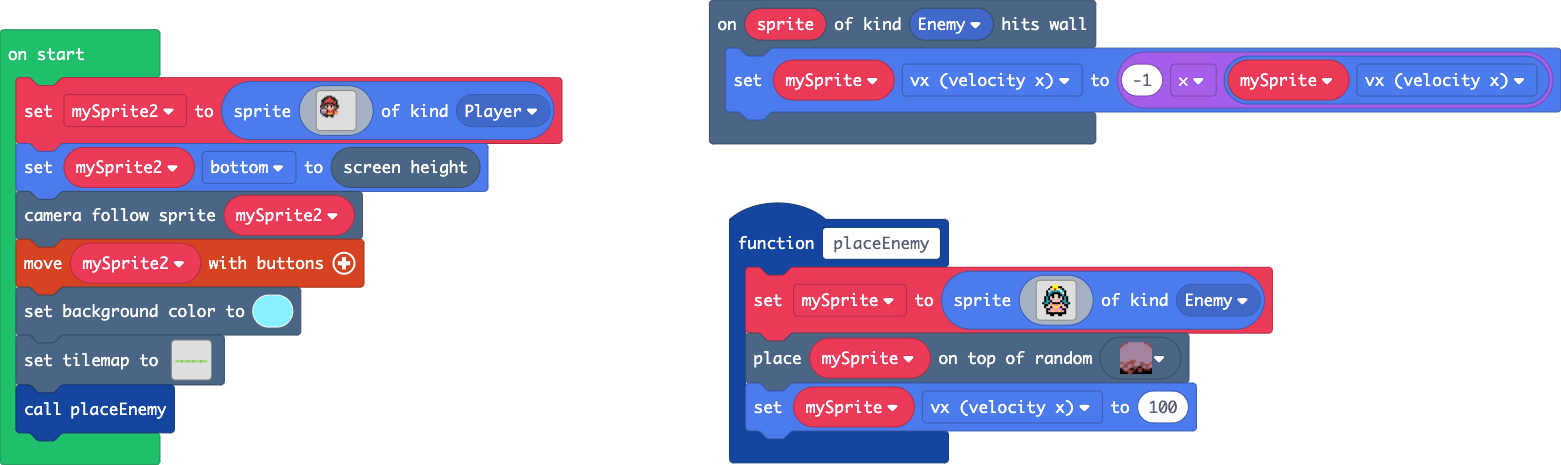 on start
set mySprite2 to sprite of kind Player
set mySprite2 bottom to screen height
camera follow sprite mySprite2
move mySprite2 with buttons
set background color to
set tilemap to
call placeEnemy
on sprite of kind Enemy hits wall
set mySprite vx (velocity x) to -1 x mySprite vx (velocity x)
function placeEnemy
set mySprite to sprite of kind Enemy
place mySprite on top of random
set mySprite vx (velocity x) to 100